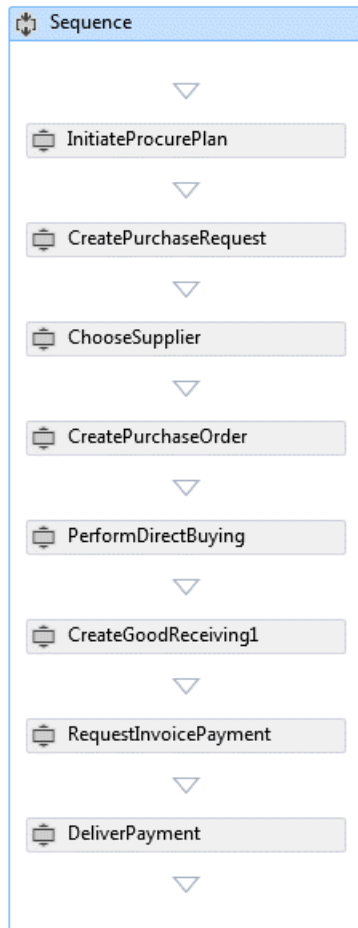 Sequence
InitiateProcurePlan
CreatePurchaseRequest
ChooseSupplier
CreatePurchaseOrder
PerformDirectBuying
CreateGoodReceiving1
RequestInvoicePayment
DeliverPayment